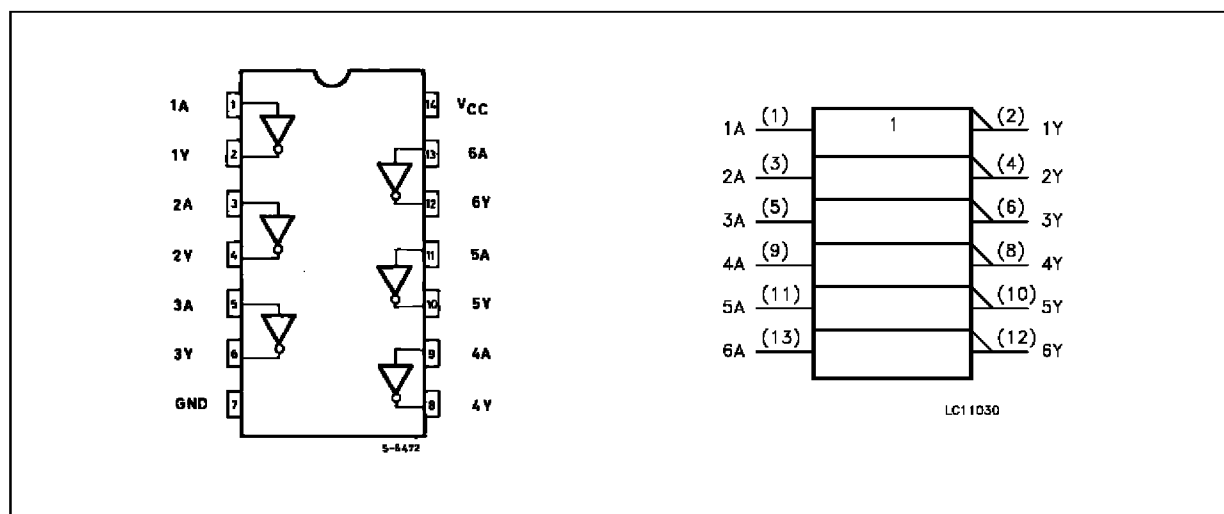 1A 1 14 VCC
1Y 2 13 6A
2A 3 12 6Y
2Y 4 11 5A
3A 5 10 5Y
3Y 6 9 4A
GND 7 8 4Y
S-6472
1A (1) 1 (2) 1Y
2A (3) (4) 2Y
3A (5) (6) 3Y
4A (9) (8) 4Y
5A (11) (10) 5Y
6A (13) (12) 6Y
LC11030